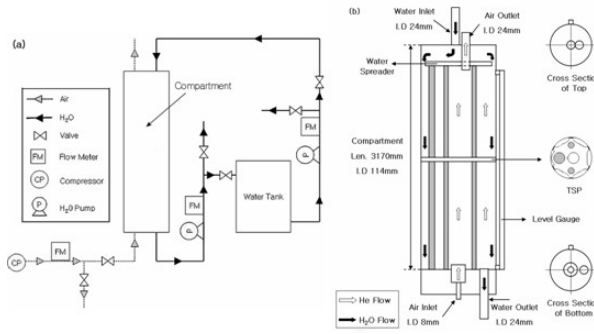 (a)
Compartment
Air
H₂O
Valve
FM
Flow Meter
CP
Compressor
P
H₂O Pump
CP
FM
FM
P
Water Tank
FM
P
(b)
Water Inlet
I.D 24mm
Air Outlet
I.D 24mm
Water
Spreader
Compartment
Len. 3170mm
I.D 114mm
He Flow
H₂O Flow
Air Inlet
I.D 8mm
Water Outlet
I.D 24mm
Cross Sectic
of Top
TSP
Level Gauge
Cross Sectic
of Bottom